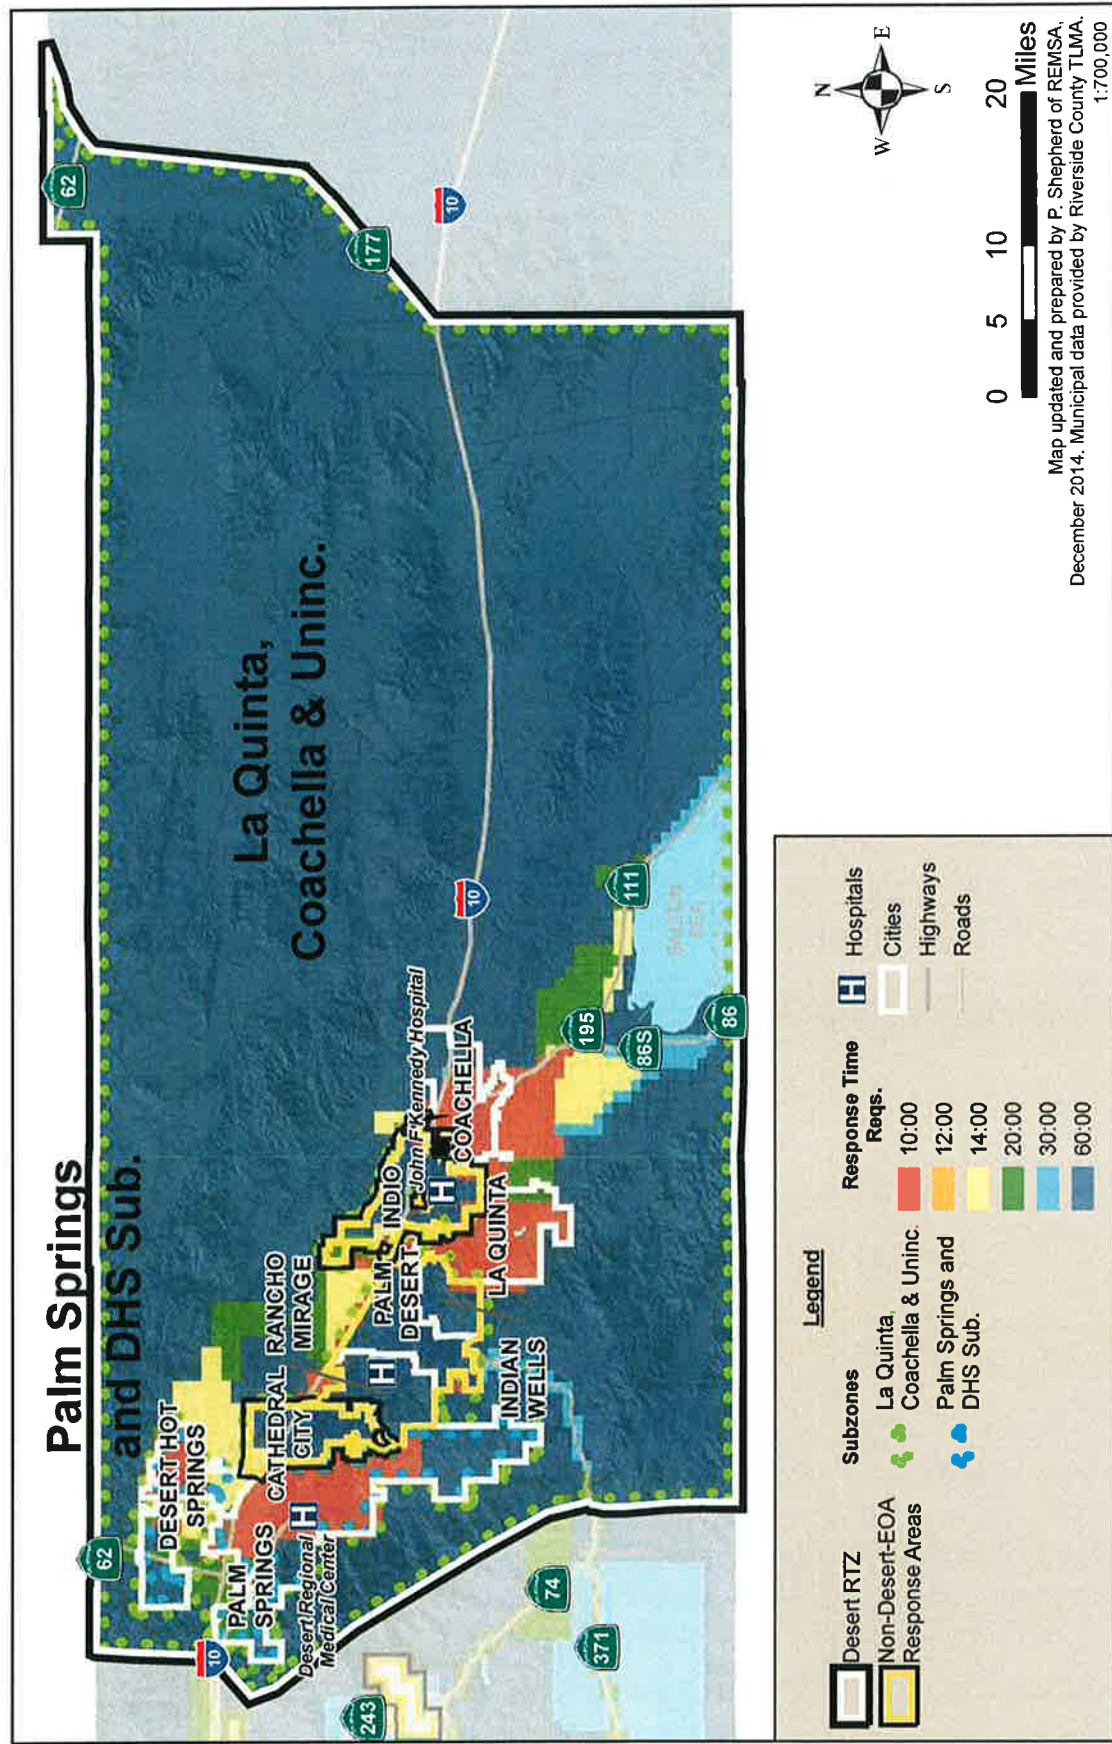 Palm Springs
and DHS Sub.
La Quinta,
Coachella & Uninc.
62
62
177
10
10
10
DESERT HOT
SPRINGS
PALM
SPRINGS
Desert Regional
Medical Center
H
CATHEDRAL
CITY
RANCHO
MIRAGE
H
PALM
DESERT
INDIO
John F Kennedy Hospital
H
COACHELLA
LA QUINTA
INDIAN
WELLS
195
86S
86
111
SALTON
SEA
74
371
243
N
W
E
S
0
5
10
20
Miles
Map updated and prepared by P. Shepherd of REMSA,
December 2014. Municipal data provided by Riverside County TLMA.
1:700,000
Legend
Desert RTZ
Non-Desert-EOA
Response Areas
Subzones
La Quinta,
Coachella & Uninc.
Palm Springs and
DHS Sub.
Response Time
Reqs.
10:00
12:00
14:00
20:00
30:00
60:00
H Hospitals
Cities
Highways
Roads